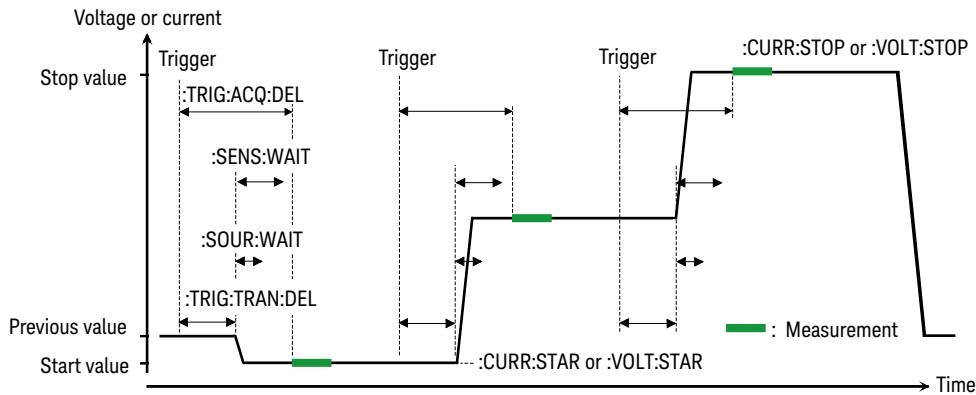 Voltage or current
Trigger
Trigger
Trigger
:CURR:STOP or :VOLT:STOP
Stop value
:TRIG:ACQ:DEL
:SENS:WAIT
:SOUR:WAIT
:TRIG:TRAN:DEL
Previous value
: Measurement
Start value
:CURR:STAR or :VOLT:STAR
Time